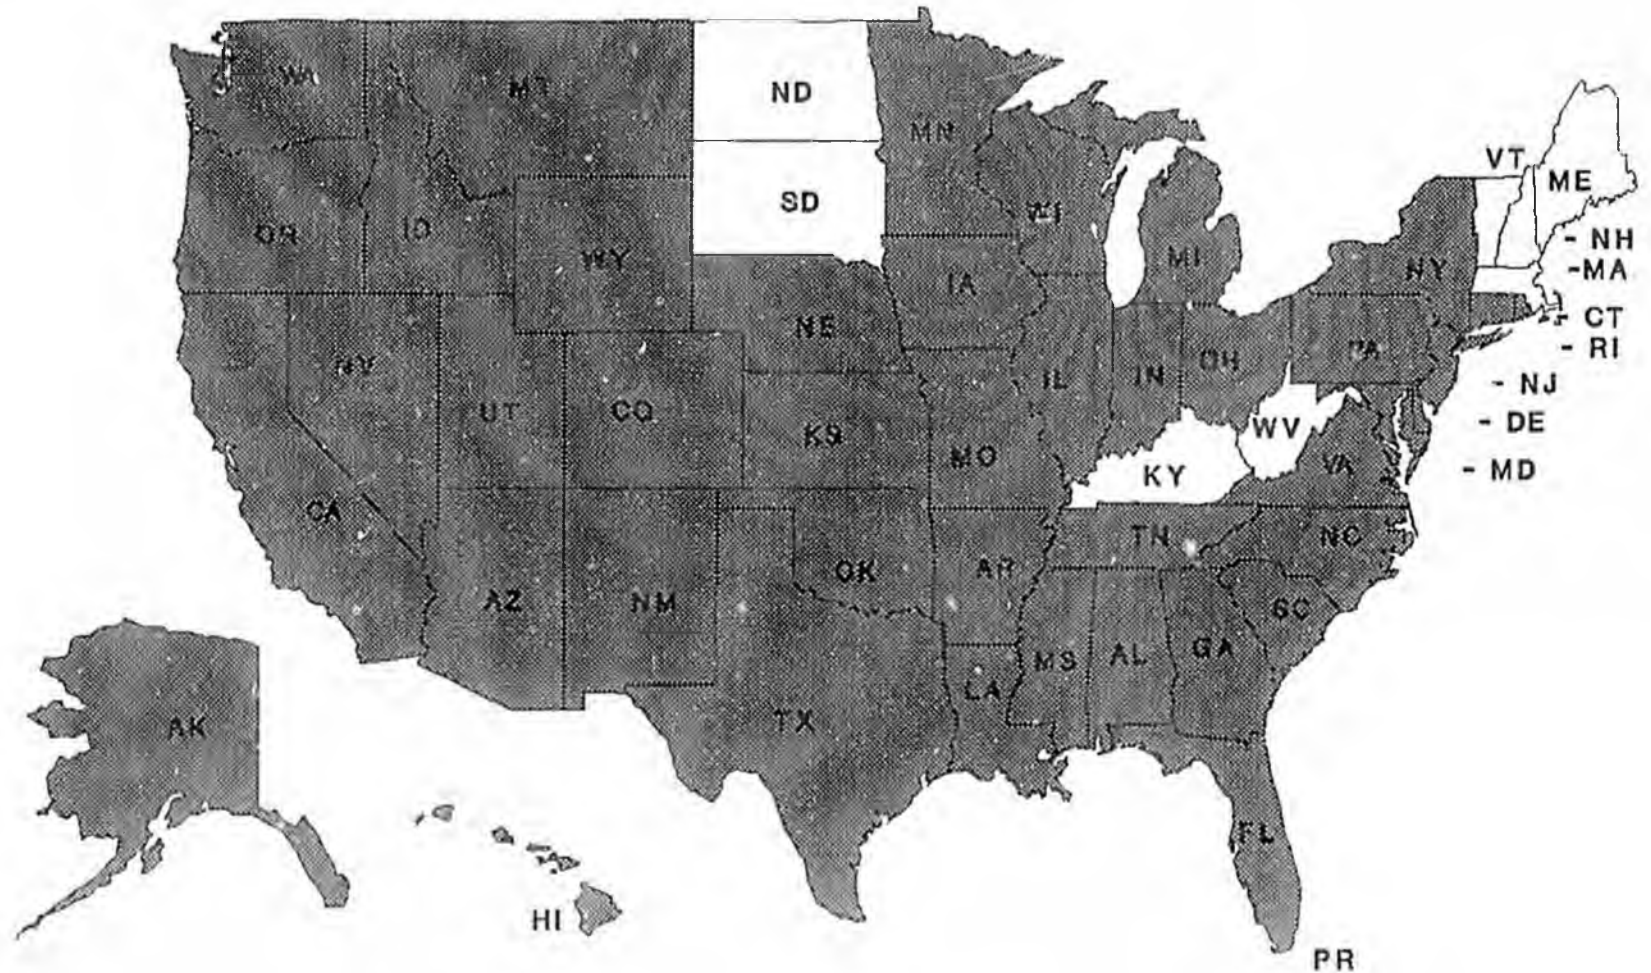 WA
MT
ND
MN
VT
ME
SD
OR
ID
WY
WI
MI
NY
- NH
-MA
IA
NE
PA
- CT
- RI
NV
UT
CO
KS
MO
IL
IN
OH
WV
- NJ
- DE
KY
VA
- MD
CA
AZ
NM
OK
AR
TN
NC
SC
TX
LA
MS
AL
GA
AK
HI
FL
PR